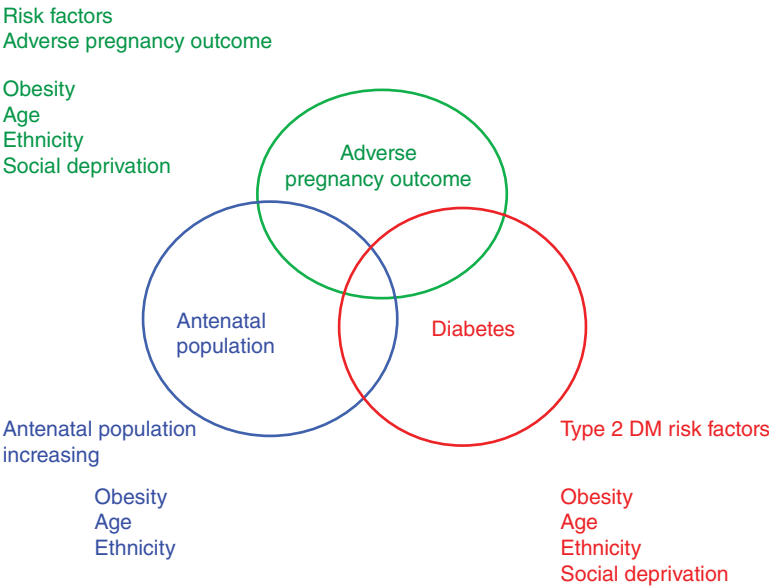 Risk factors
Adverse pregnancy outcome
Obesity
Age
Ethnicity
Social deprivation
Adverse
pregnancy outcome
Antenatal
population
Diabetes
Antenatal population
increasing
Obesity
Age
Ethnicity
Type 2 DM risk factors
Obesity
Age
Ethnicity
Social deprivation